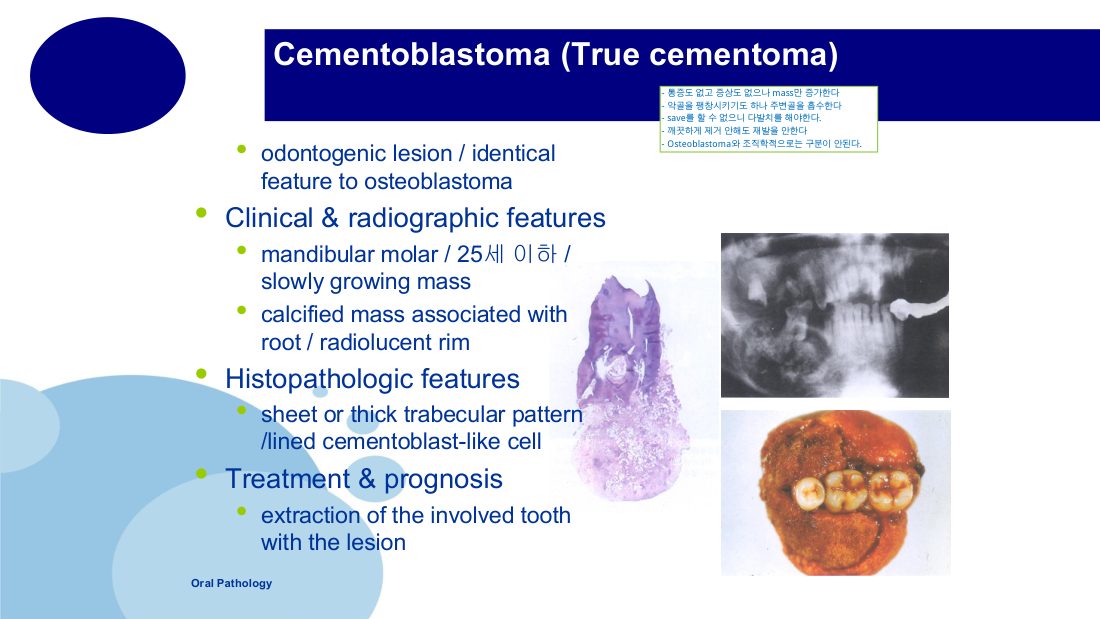 Cementoblastoma (True cementoma)
- 통증도 없고 증상도 없으나 mass만 증가한다
- 악골을 팽창시키기도 하나 주변골을 흡수한다
- save를 할 수 없으니 다발치를 해야한다.
- 깨끗하게 제거 안해도 재발을 안한다
- Osteoblastoma와 조직학적으로는 구분이 안된다.
• odontogenic lesion / identical
feature to osteoblastoma
• Clinical & radiographic features
• mandibular molar / 25세 이하 /
slowly growing mass
• calcified mass associated with
root / radiolucent rim
• Histopathologic features
• sheet or thick trabecular pattern
/lined cementoblast-like cell
• Treatment & prognosis
• extraction of the involved tooth
with the lesion
Oral Pathology